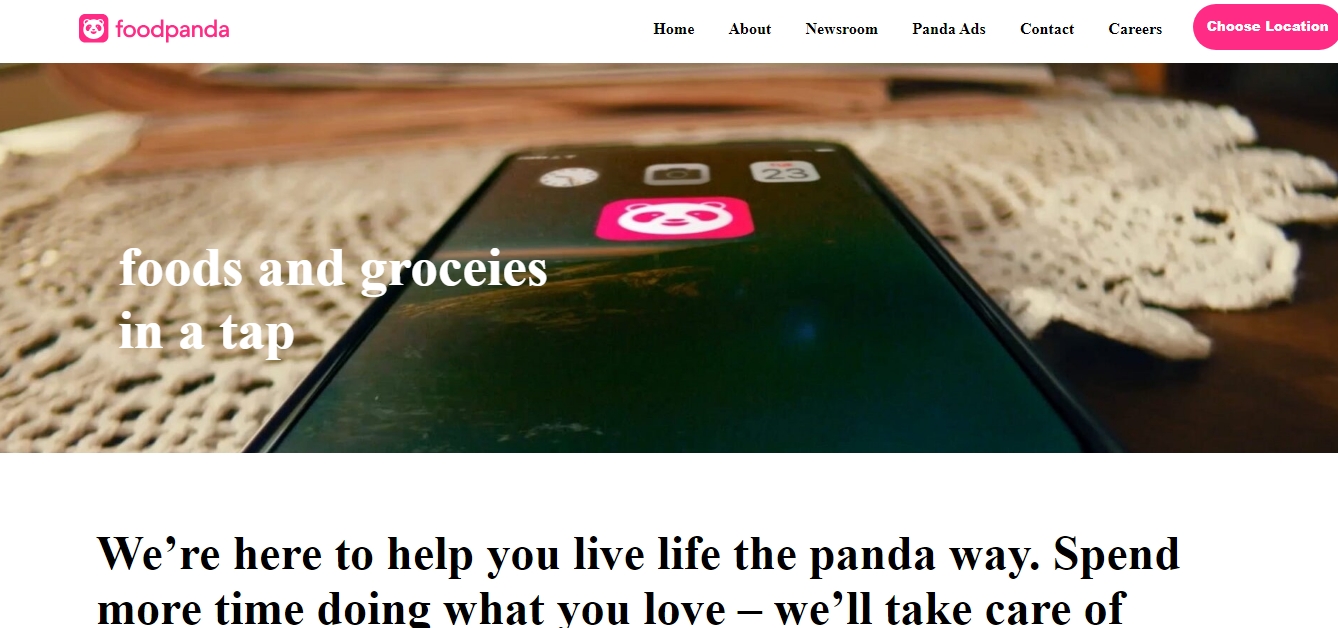 foodpanda
Home About Newsroom Panda Ads Contact Careers Choose Location
23
foods and groceies
in a tap
We’re here to help you live life the panda way. Spend
more time doing what you love – we’ll take care of